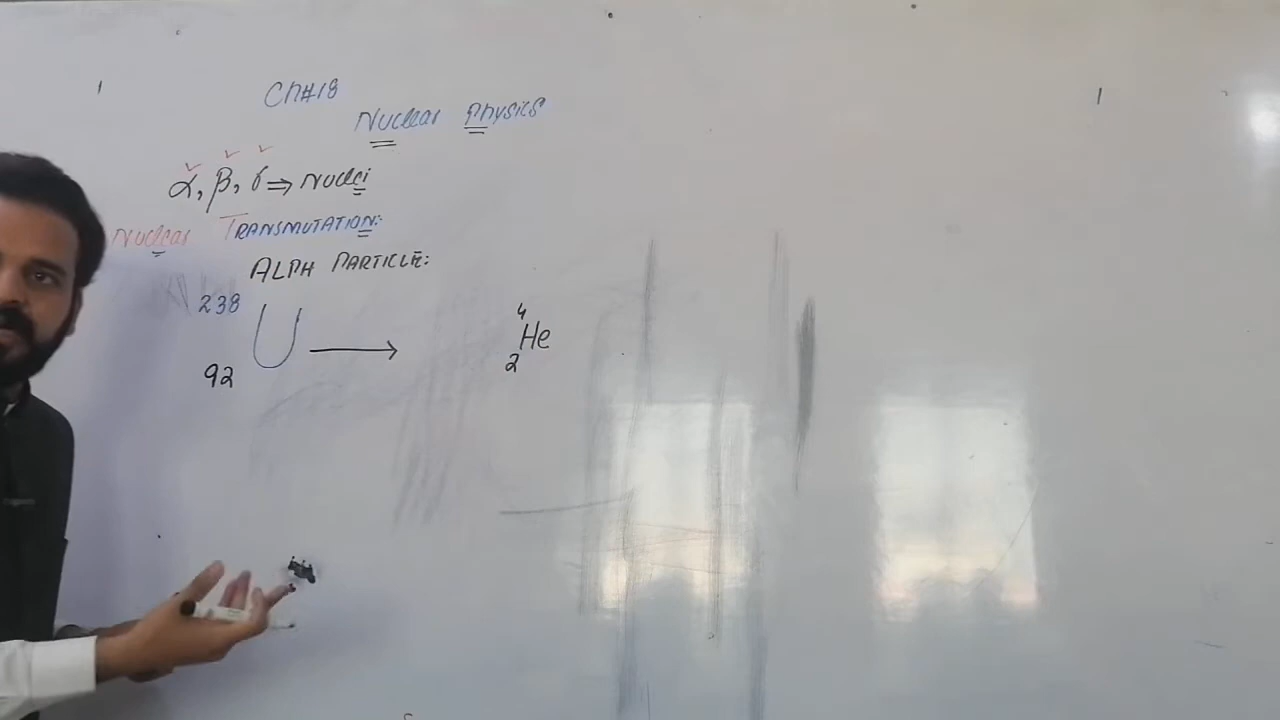 Ch#18
Nuclear Physics
α, β, γ ⇒ Nuclei
Nuclear TRANSMUTATION:
ALPH PARTICLE:
238
92 U ⟶ 4
2 He